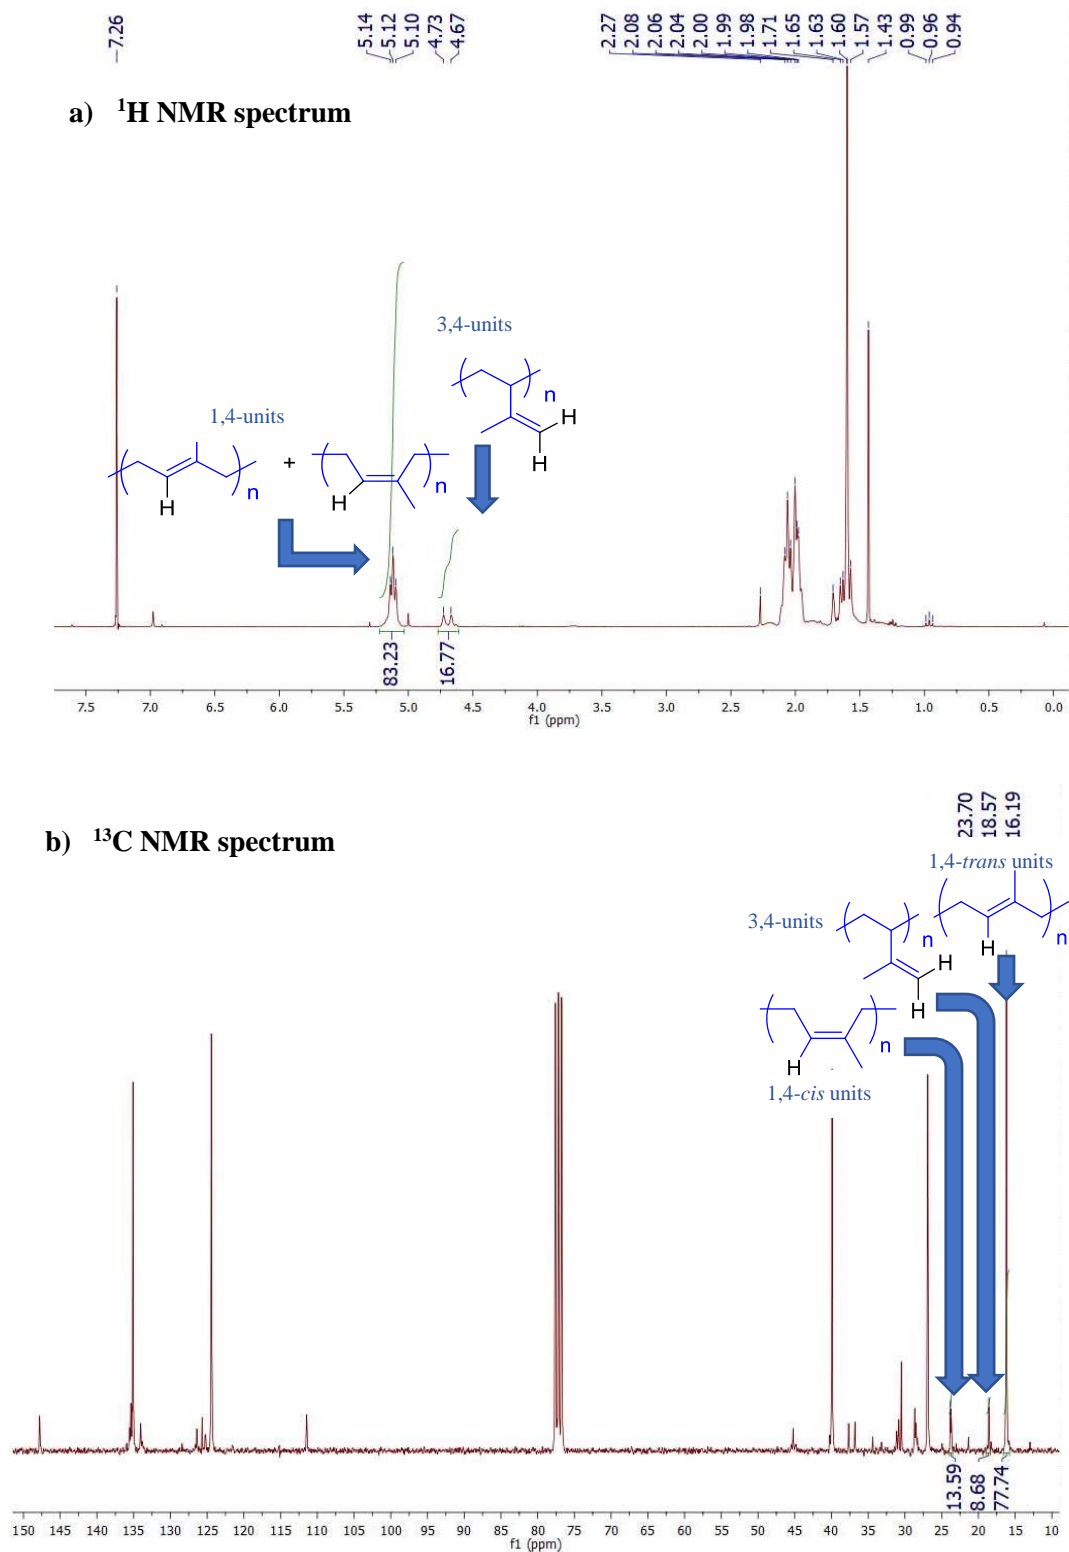 7.26
5.14
5.12
5.10
4.73
4.67
2.27
2.08
2.06
2.04
2.00
1.99
1.98
1.71
1.65
1.63
1.60
1.57
1.43
0.99
0.96
0.94
a) ¹H NMR spectrum
3,4-units
n
H
H
1,4-units
n
H
+
n
H
83.23
16.77
7.5 7.0 6.5 6.0 5.5 5.0 4.5 4.0 3.5 3.0 2.5 2.0 1.5 1.0 0.5 0.0
f1 (ppm)
23.70
18.57
16.19
b) ¹³C NMR spectrum
1,4-trans units
n
H
3,4-units
n
H
H
n
H
1,4-cis units
13.59
8.68
77.74
150 145 140 135 130 125 120 115 110 105 100 95 90 85 80 75 70 65 60 55 50 45 40 35 30 25 20 15 10
f1 (ppm)